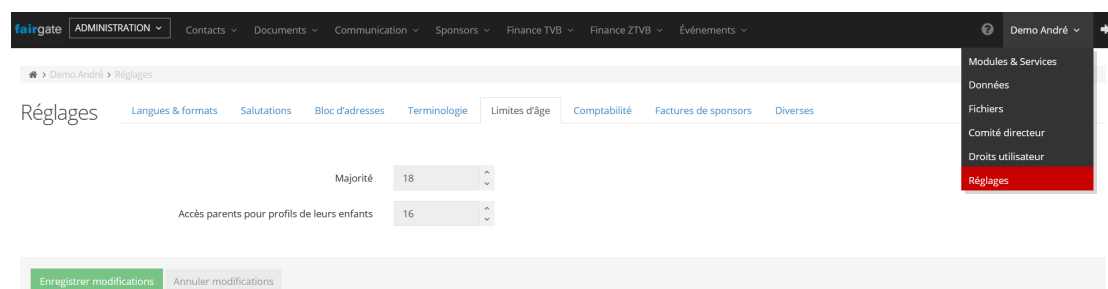 fairgate ADMINISTRATION Contacts Documents Communication Sponsors Finance TVB Finance ZTVB Événements Demo André
Modules & Services
Données
Fichiers
Comité directeur
Droits utilisateur
Réglages
> Demo André > Réglages
Réglages Langues & formats Salutations Bloc d'adresses Terminologie Limites d'âge Comptabilité Factures de sponsors Diverses
Majorité 18
Accès parents pour profils de leurs enfants 16
Enregistrer modifications Annuler modifications